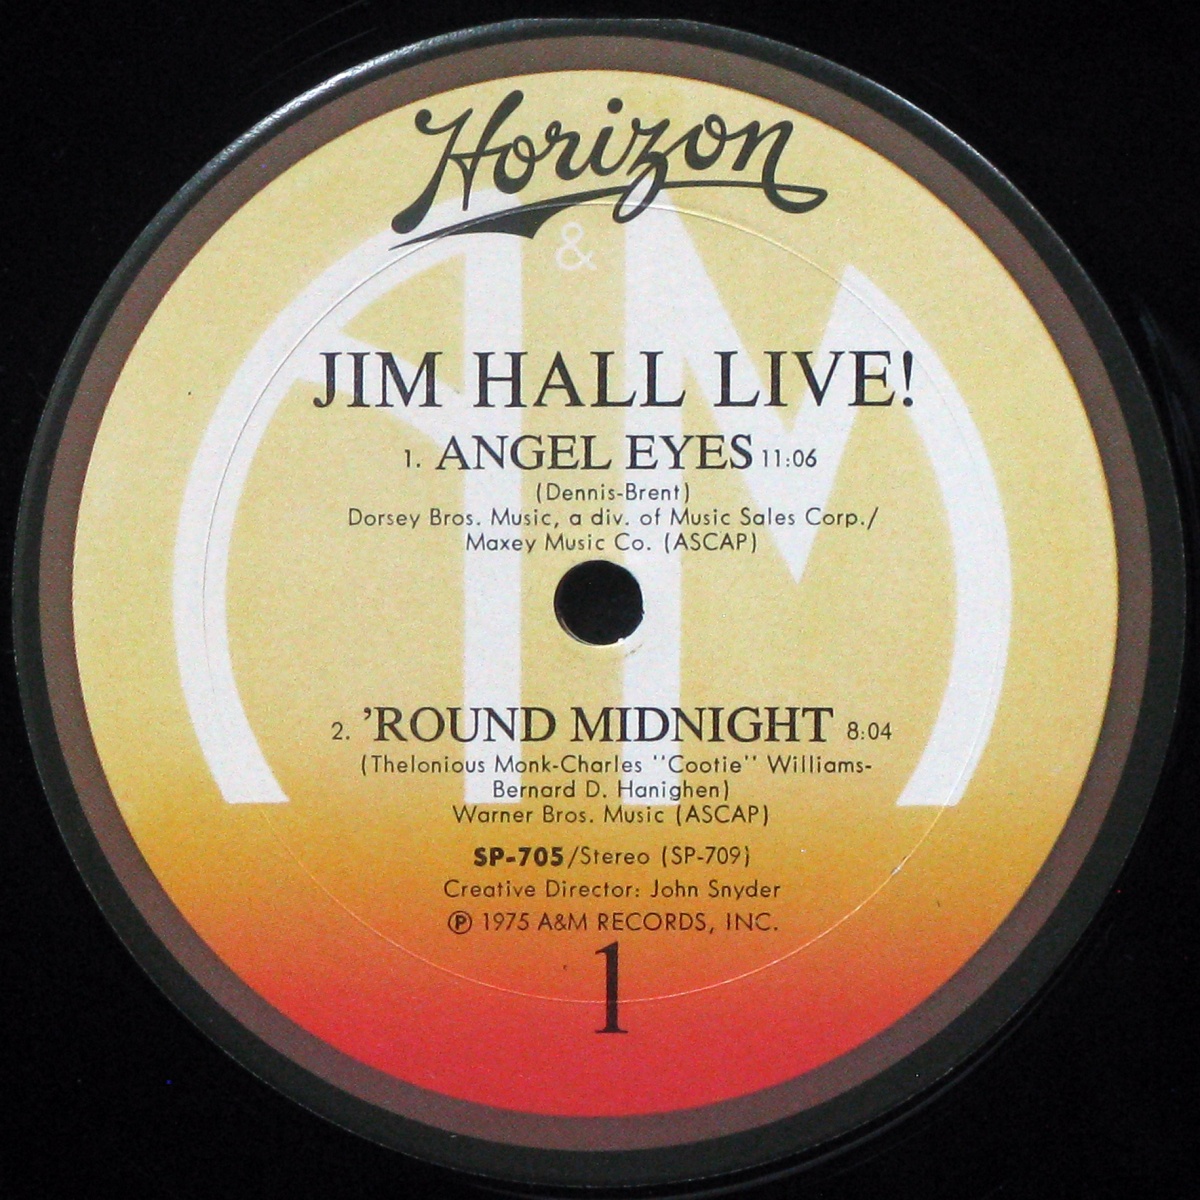 Horizon
&
AM
JIM HALL LIVE!
1. ANGEL EYES 11:06
(Dennis-Brent)
Dorsey Bros. Music, a div. of Music Sales Corp./
Maxey Music Co. (ASCAP)
2. ’ROUND MIDNIGHT 8:04
(Thelonious Monk-Charles "Cootie" Williams-
Bernard D. Hanighen)
Warner Bros. Music (ASCAP)
SP-705/Stereo (SP-709)
Creative Director: John Snyder
℗ 1975 A&M RECORDS, INC.
1